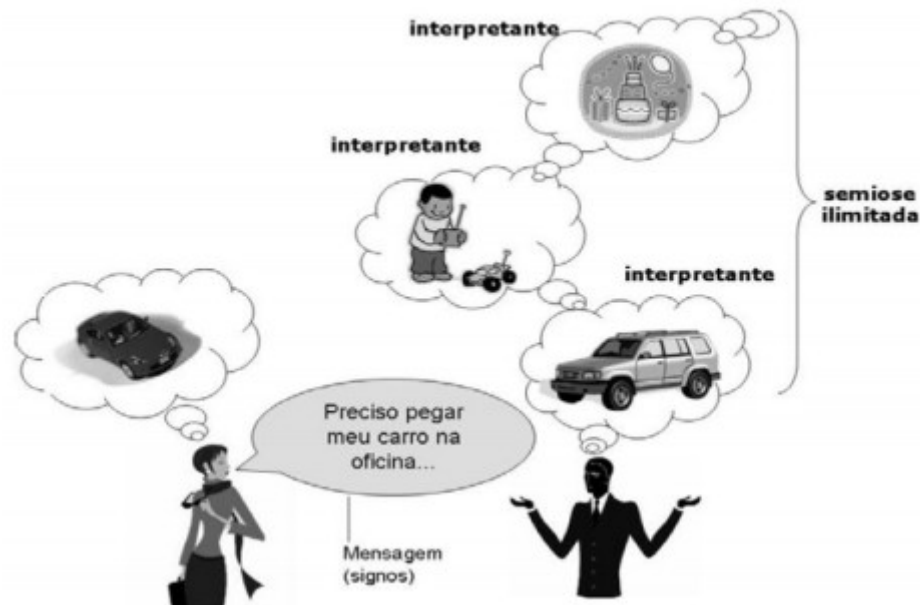 interpretante
interpretante
semiose
ilimitada
interpretante
Preciso pegar
meu carro na
oficina...
Mensagem
(signos)